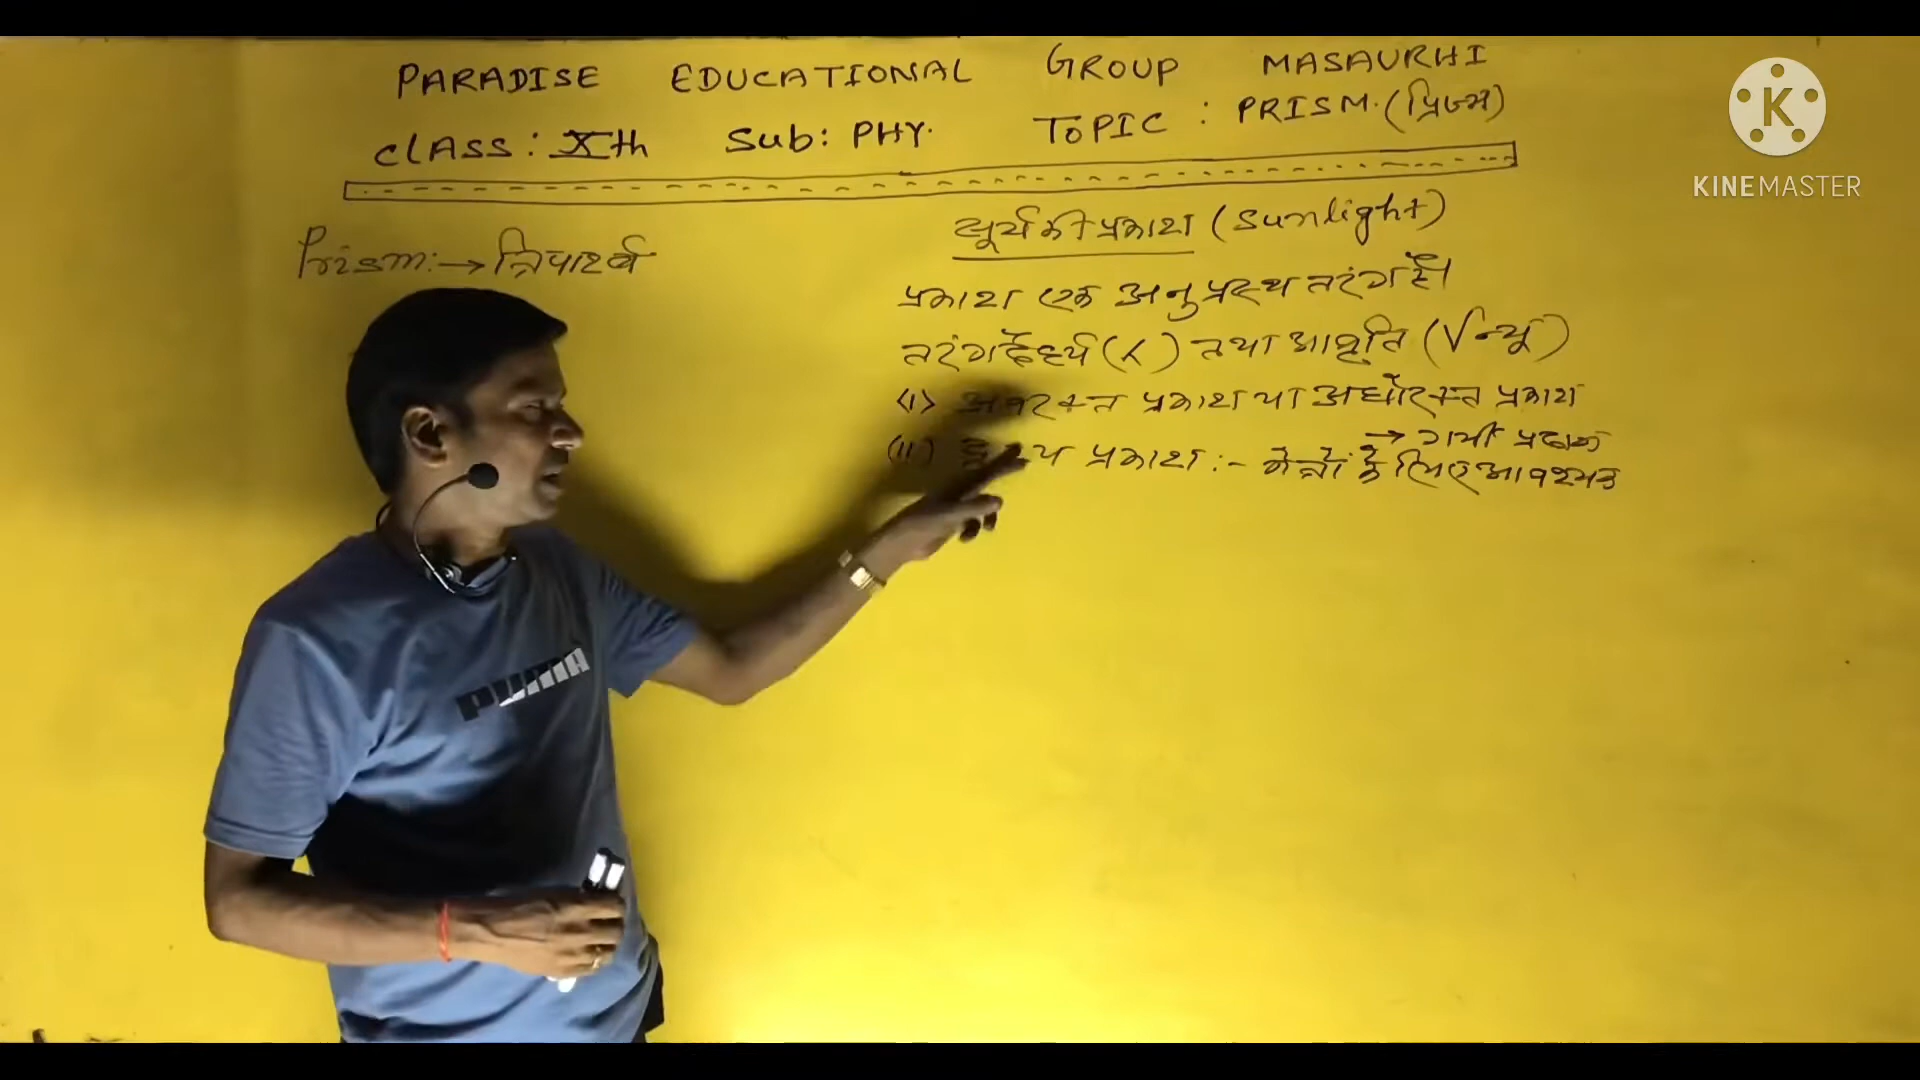 PARADISE EDUCATIONAL GROUP MASAURHI
CLASS: Xth Sub: PHY. TOPIC: PRISM. (प्रिज्म)
Prism:→ त्रिपार्श्व
सूर्य की प्रकाश (Sunlight)
प्रकाश एक अनुप्रस्थ तरंग है।
तरंगदैर्ध्य (λ) तथा आवृति (ν न्यू)
(i) अवरक्त प्रकाश या अधोरक्त प्रकाश
→ गर्मी प्रदान
(ii) दृश्य प्रकाश :- नेत्रों के लिए आवश्यक
KINEMASTER
PUMA